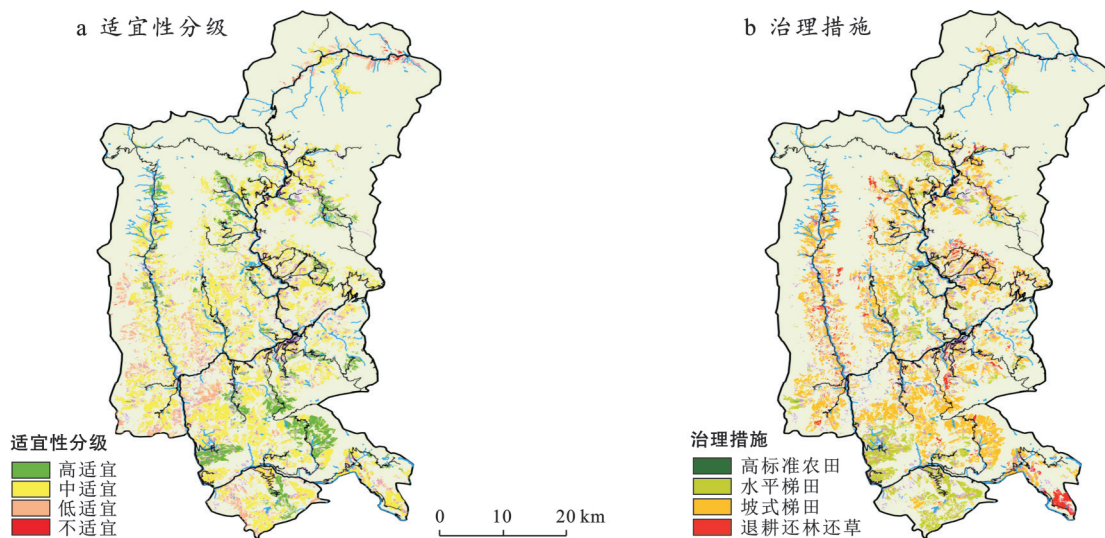 a 适宜性分级
b 治理措施
适宜性分级
高适宜
中适宜
低适宜
不适宜
0 10 20 km
治理措施
高标准农田
水平梯田
坡式梯田
退耕还林还草